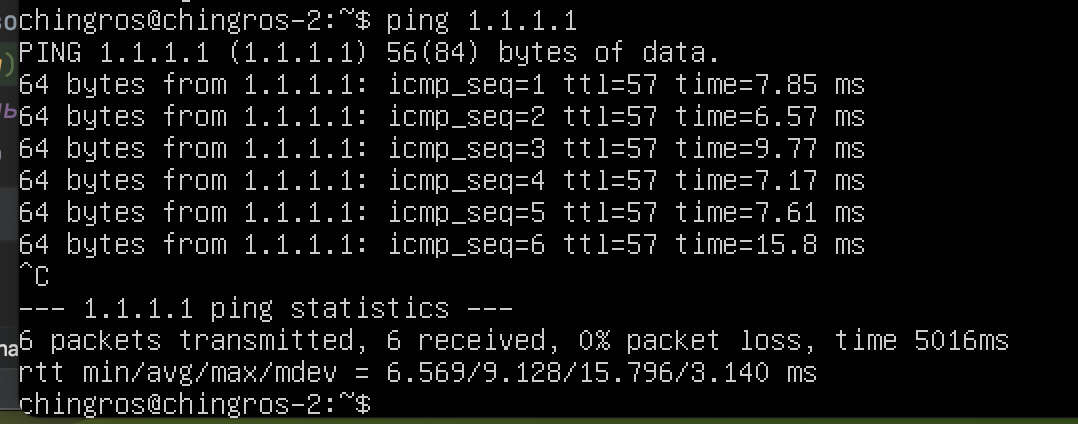 chingros@chingros-2:~$ ping 1.1.1.1
PING 1.1.1.1 (1.1.1.1) 56(84) bytes of data.
64 bytes from 1.1.1.1: icmp_seq=1 ttl=57 time=7.85 ms
64 bytes from 1.1.1.1: icmp_seq=2 ttl=57 time=6.57 ms
64 bytes from 1.1.1.1: icmp_seq=3 ttl=57 time=9.77 ms
64 bytes from 1.1.1.1: icmp_seq=4 ttl=57 time=7.17 ms
64 bytes from 1.1.1.1: icmp_seq=5 ttl=57 time=7.61 ms
64 bytes from 1.1.1.1: icmp_seq=6 ttl=57 time=15.8 ms
^C
--- 1.1.1.1 ping statistics ---
6 packets transmitted, 6 received, 0% packet loss, time 5016ms
rtt min/avg/max/mdev = 6.569/9.128/15.796/3.140 ms
chingros@chingros-2:~$